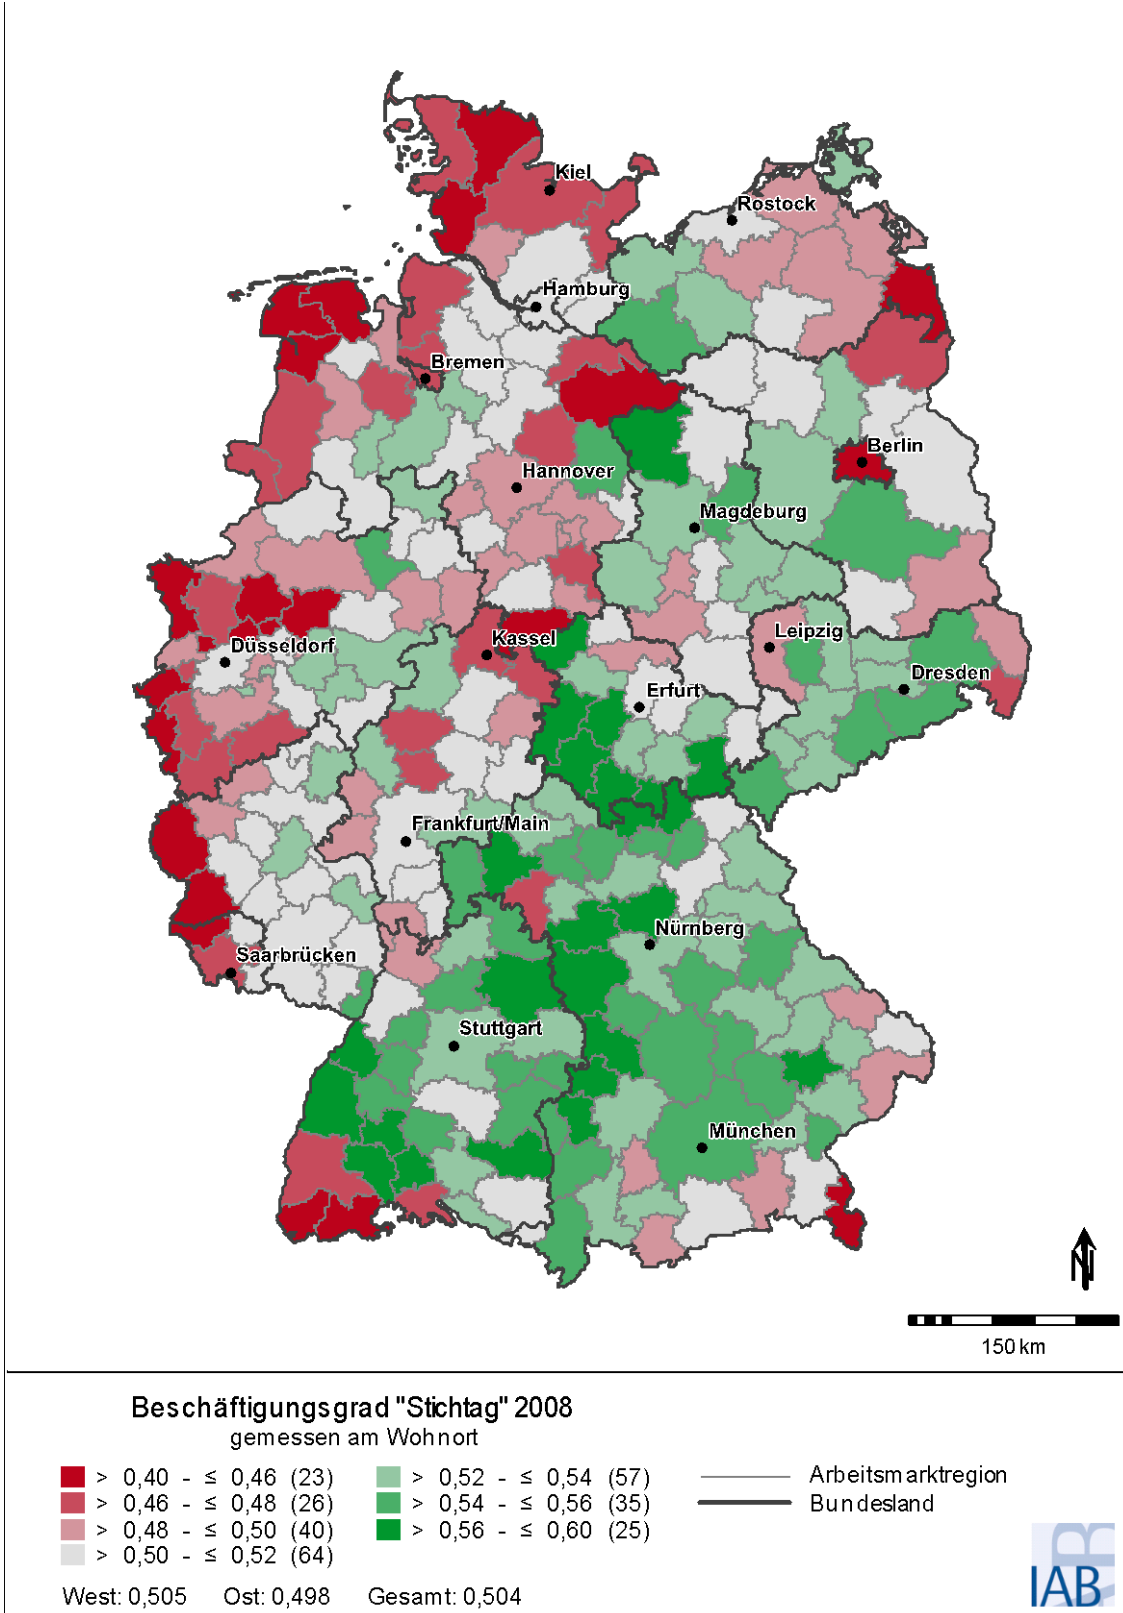 Kiel
Rostock
Hamburg
Bremen
Berlin
Hannover
Magdeburg
Düsseldorf
Kassel
Leipzig
Dresden
Erfurt
Frankfurt/Main
Nürnberg
Saarbrücken
Stuttgart
München
N
150 km
Beschäftigungsgrad "Stichtag" 2008
gemessen am Wohnort
> 0,40 - ≤ 0,46 (23)
> 0,46 - ≤ 0,48 (26)
> 0,48 - ≤ 0,50 (40)
> 0,50 - ≤ 0,52 (64)
> 0,52 - ≤ 0,54 (57)
> 0,54 - ≤ 0,56 (35)
> 0,56 - ≤ 0,60 (25)
Arbeitsmarktregion
Bundesland
West: 0,505 Ost: 0,498 Gesamt: 0,504
IAB